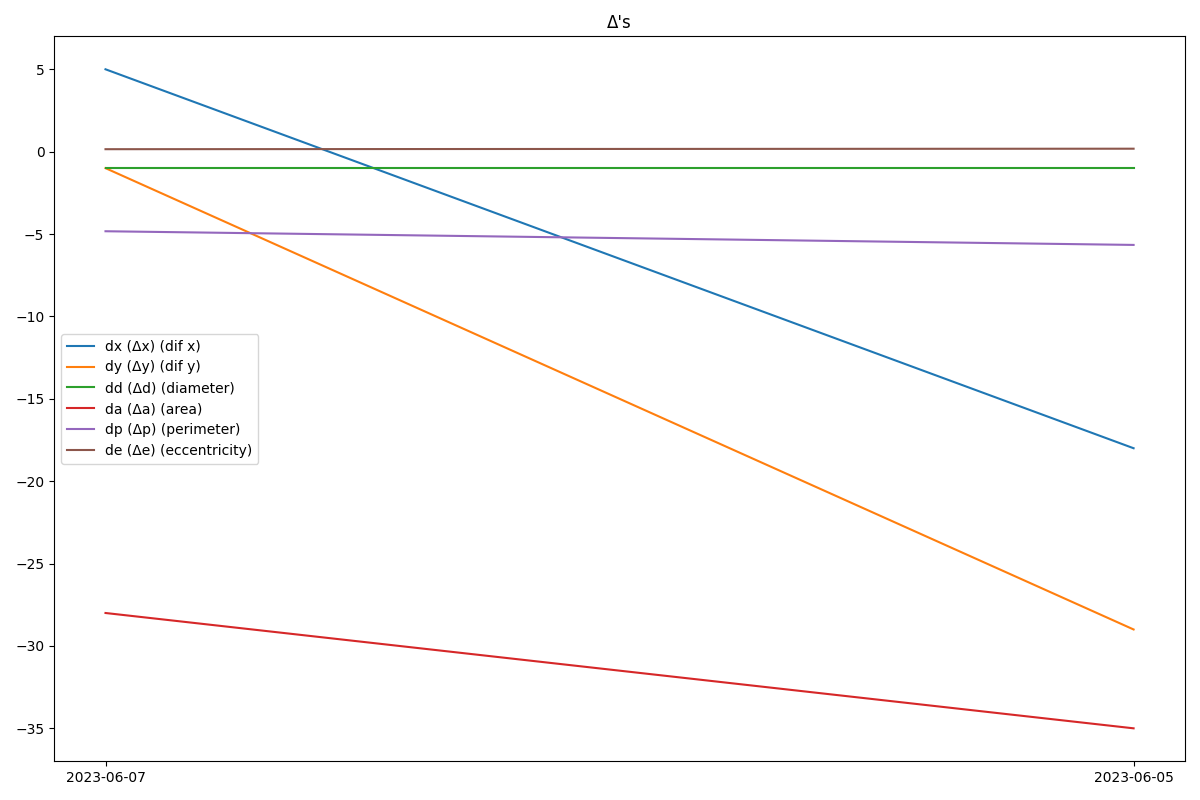 Δ's
5
0
−5
−10
−15
−20
−25
−30
−35
dx (Δx) (dif x)
dy (Δy) (dif y)
dd (Δd) (diameter)
da (Δa) (area)
dp (Δp) (perimeter)
de (Δe) (eccentricity)
2023-06-07
2023-06-05